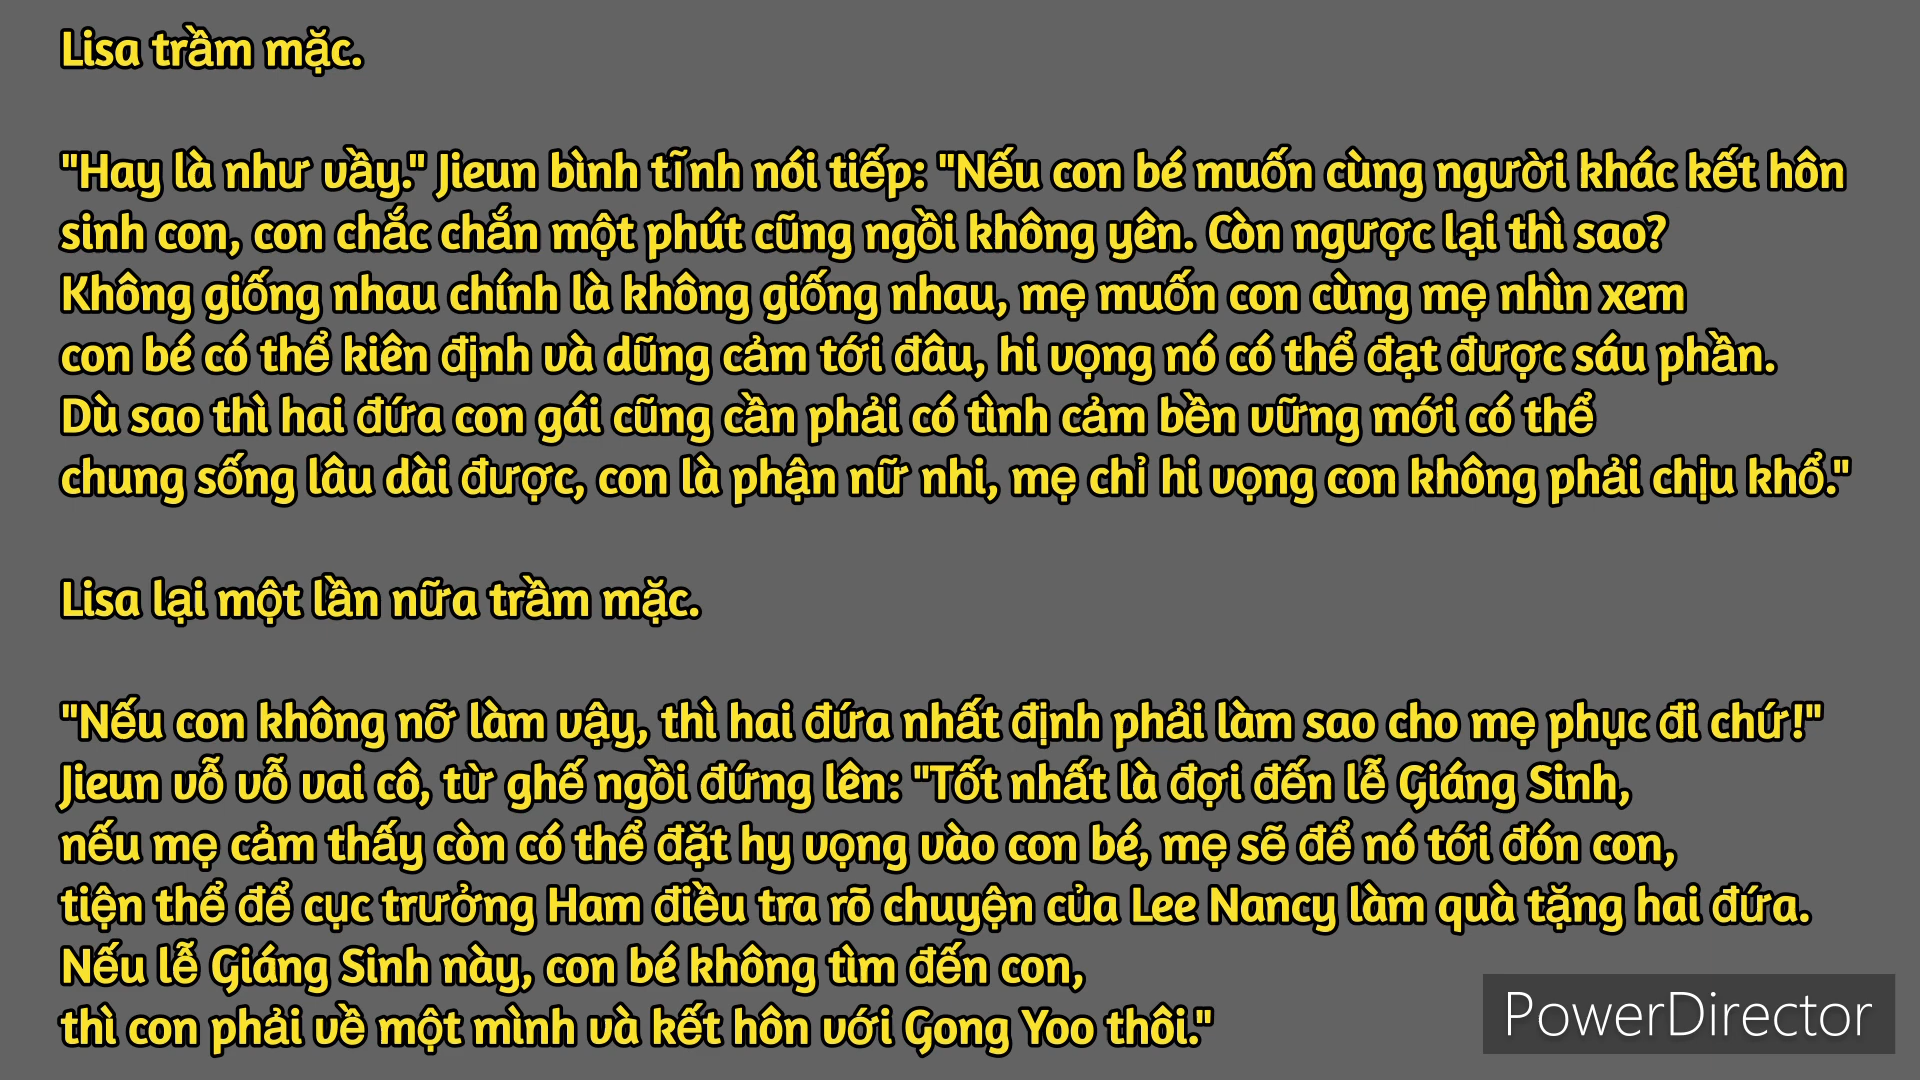 Lisa trầm mặc.
"Hay là như vầy." Jieun bình tĩnh nói tiếp: "Nếu con bé muốn cùng người khác kết hôn
sinh con, con chắc chắn một phút cũng ngồi không yên. Còn ngược lại thì sao?
Không giống nhau chính là không giống nhau, mẹ muốn con cùng mẹ nhìn xem
con bé có thể kiên định và dũng cảm tới đâu, hi vọng nó có thể đạt được sáu phần.
Dù sao thì hai đứa con gái cũng cần phải có tình cảm bền vững mới có thể
chung sống lâu dài được, con là phận nữ nhi, mẹ chỉ hi vọng con không phải chịu khổ."
Lisa lại một lần nữa trầm mặc.
"Nếu con không nỡ làm vậy, thì hai đứa nhất định phải làm sao cho mẹ phục đi chứ!"
Jieun vỗ vỗ vai cô, từ ghế ngồi đứng lên: "Tốt nhất là đợi đến lễ Giáng Sinh,
nếu mẹ cảm thấy còn có thể đặt hy vọng vào con bé, mẹ sẽ để nó tới đón con,
tiện thể để cục trưởng Ham điều tra rõ chuyện của Lee Nancy làm quà tặng hai đứa.
Nếu lễ Giáng Sinh này, con bé không tìm đến con,
thì con phải về một mình và kết hôn với Gong Yoo thôi."
PowerDirector